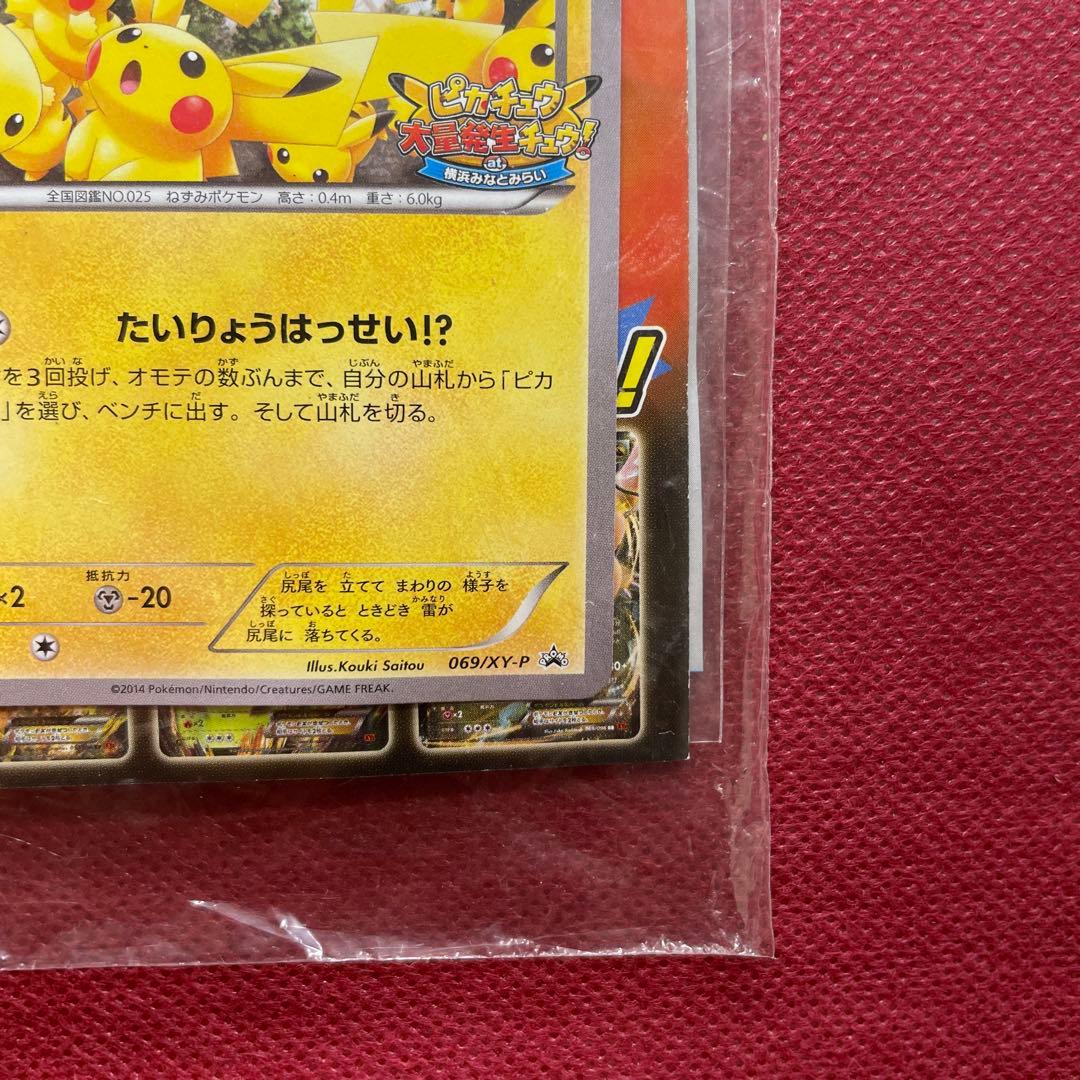 ピカチュウ
大量発生チュウ!
at
横浜みなとみらい
全国図鑑NO.025 ねずみポケモン 高さ:0.4m 重さ:6.0kg
たいりょうはっせい!?
を3回投げ、オモテの数ぶんまで、自分の山札から「ピカ
」を選び、ベンチに出す。そして山札を切る。
!
×2
抵抗力
-20
尻尾を 立てて まわりの 様子を
探っていると ときどき 雷が
尻尾に 落ちてくる。
Illus.Kouki Saitou 069/XY-P
©2014 Pokémon/Nintendo/Creatures/GAME FREAK.
×2
×2